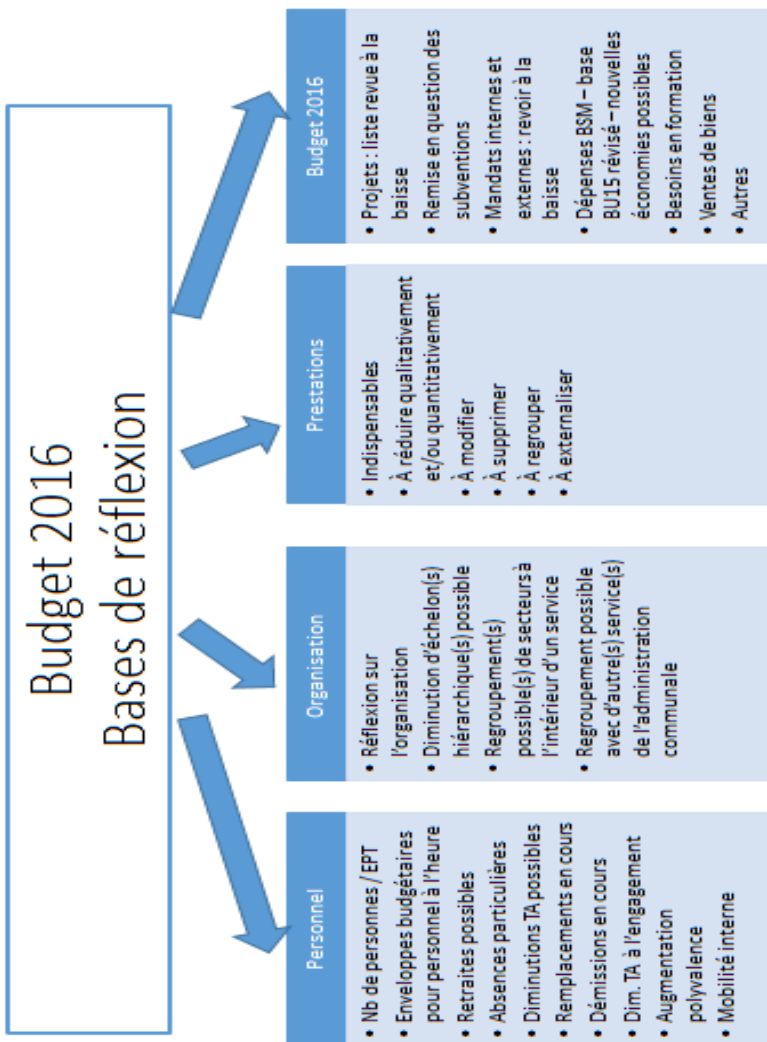 Budget 2016
Bases de réflexion
Personnel
• Nb de personnes / EPT
• Enveloppes budgétaires
pour personnel à l'heure
• Retraites possibles
• Absences particulières
• Diminutions TA possibles
• Remplacements en cours
• Démissions en cours
• Dim. TA à l'engagement
• Augmentation
polyvalence
• Mobilité interne
Organisation
• Réflexion sur
l'organisation
• Diminution d'échelon(s)
hiérarchique(s) possible
• Regroupement(s)
possible(s) de secteurs à
l'intérieur d'un service
• Regroupement possible
avec d'autre(s) service(s)
de l'administration
communale
Prestations
• Indispensables
• À réduire qualitativement
et/ou quantitativement
• À modifier
• À supprimer
• À regrouper
• À externaliser
Budget 2016
• Projets : liste revue à la
baisse
• Remise en question des
subventions
• Mandats internes et
externes : revoir à la
baisse
• Dépenses BSM – base
BU15 révisé – nouvelles
économies possibles
• Besoins en formation
• Ventes de biens
• Autres